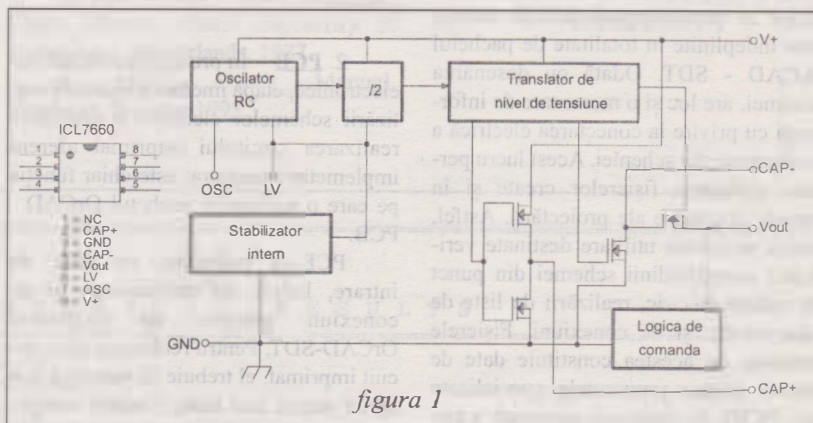 V+
Oscilator
RC
/2
Translator de
nivel de tensiune
ICL7660
1
2
3
4
8
7
6
5
OSC
LV
CAP-
Vout
NC
CAP+
GND
CAP-
Vout
LV
OSC
V+
Stabilizator
intern
Logica de
comanda
GND
CAP+
figura 1